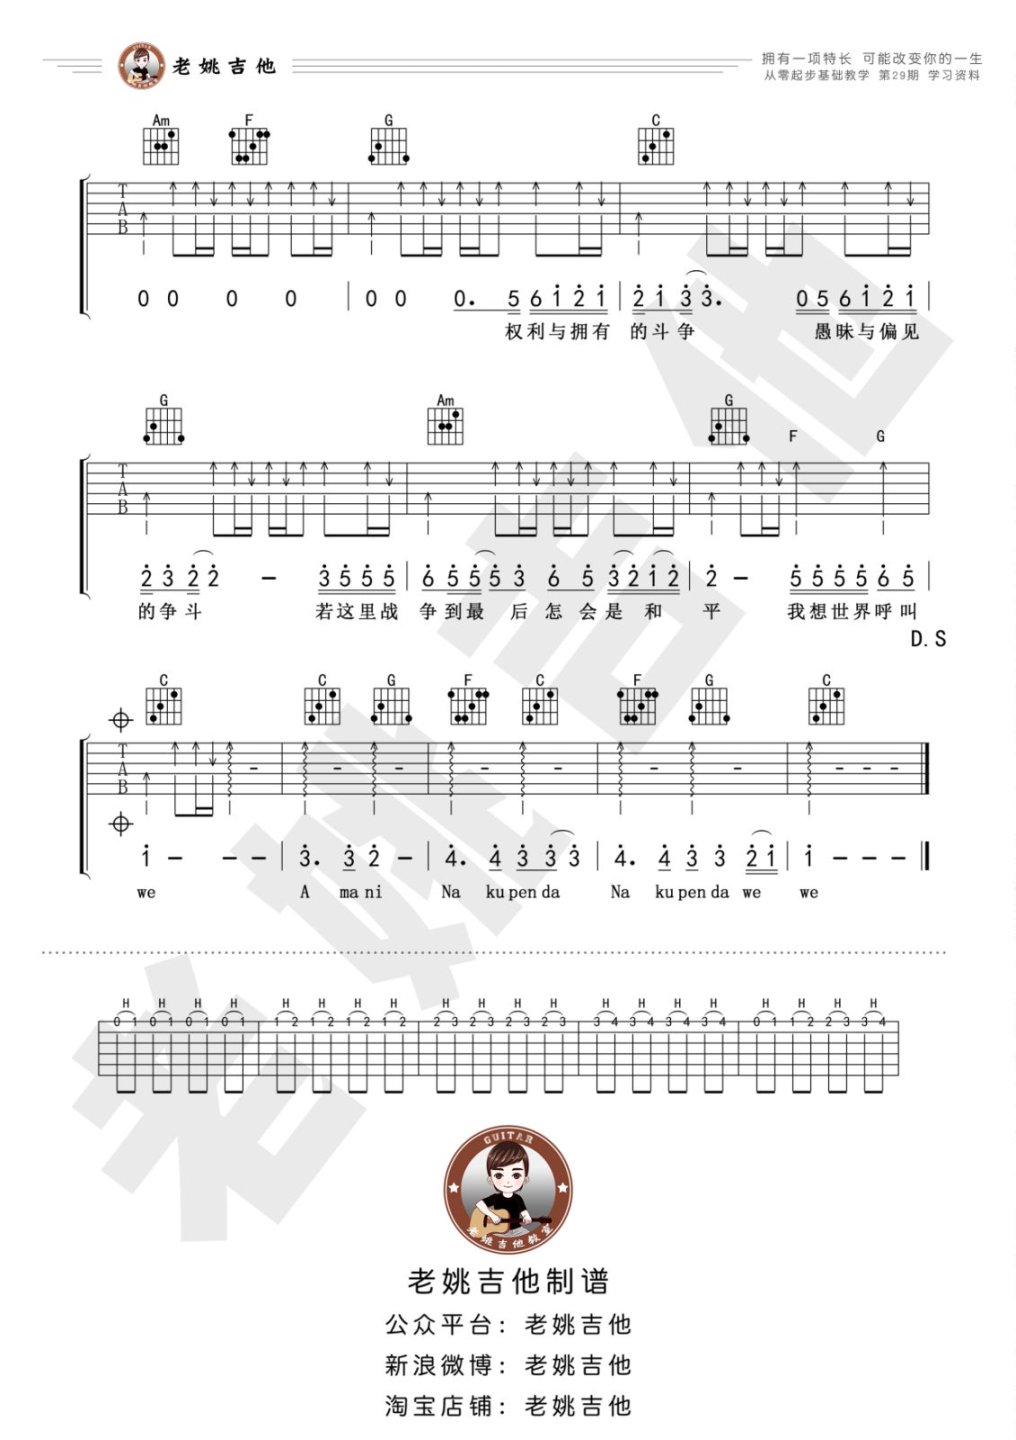 老姚吉他
拥有一项特长 可能改变你的一生
从零起步基础教学 第29期 学习资料
Am F G C
T
A
B
0 0 0 0 0 0 0. 5 6 1 2 1 2 1 3 3. 0 5 6 1 2 1
权利与拥有 的斗争 愚昧与偏见
G Am G F G
T
A
B
2 3 2 2 - 3 5 5 5 6 5 5 5 3 6 5 3 2 1 2 2 - 5 5 5 5 6 5
的争斗 若这里战 争到最 后 怎 会是 和 平 我想世界呼叫
D.S
C C G F C F G C
T
A
B
1 - - - 3. 3 2 - 4. 4 3 3 3 4. 4 3 3 2 1 1 - - -
we A ma ni Na ku pen da Na ku pen da we we
H H H H H H H H H H H H H H H H H H H H
0 1 0 1 0 1 0 1 1 2 1 2 1 2 1 2 2 3 2 3 2 3 2 3 3 4 3 4 3 4 3 4 0 1 1 2 2 3 3 4
GUITAR
老姚吉他教室
老姚吉他制谱
公众平台：老姚吉他
新浪微博：老姚吉他
淘宝店铺：老姚吉他
老姚吉他